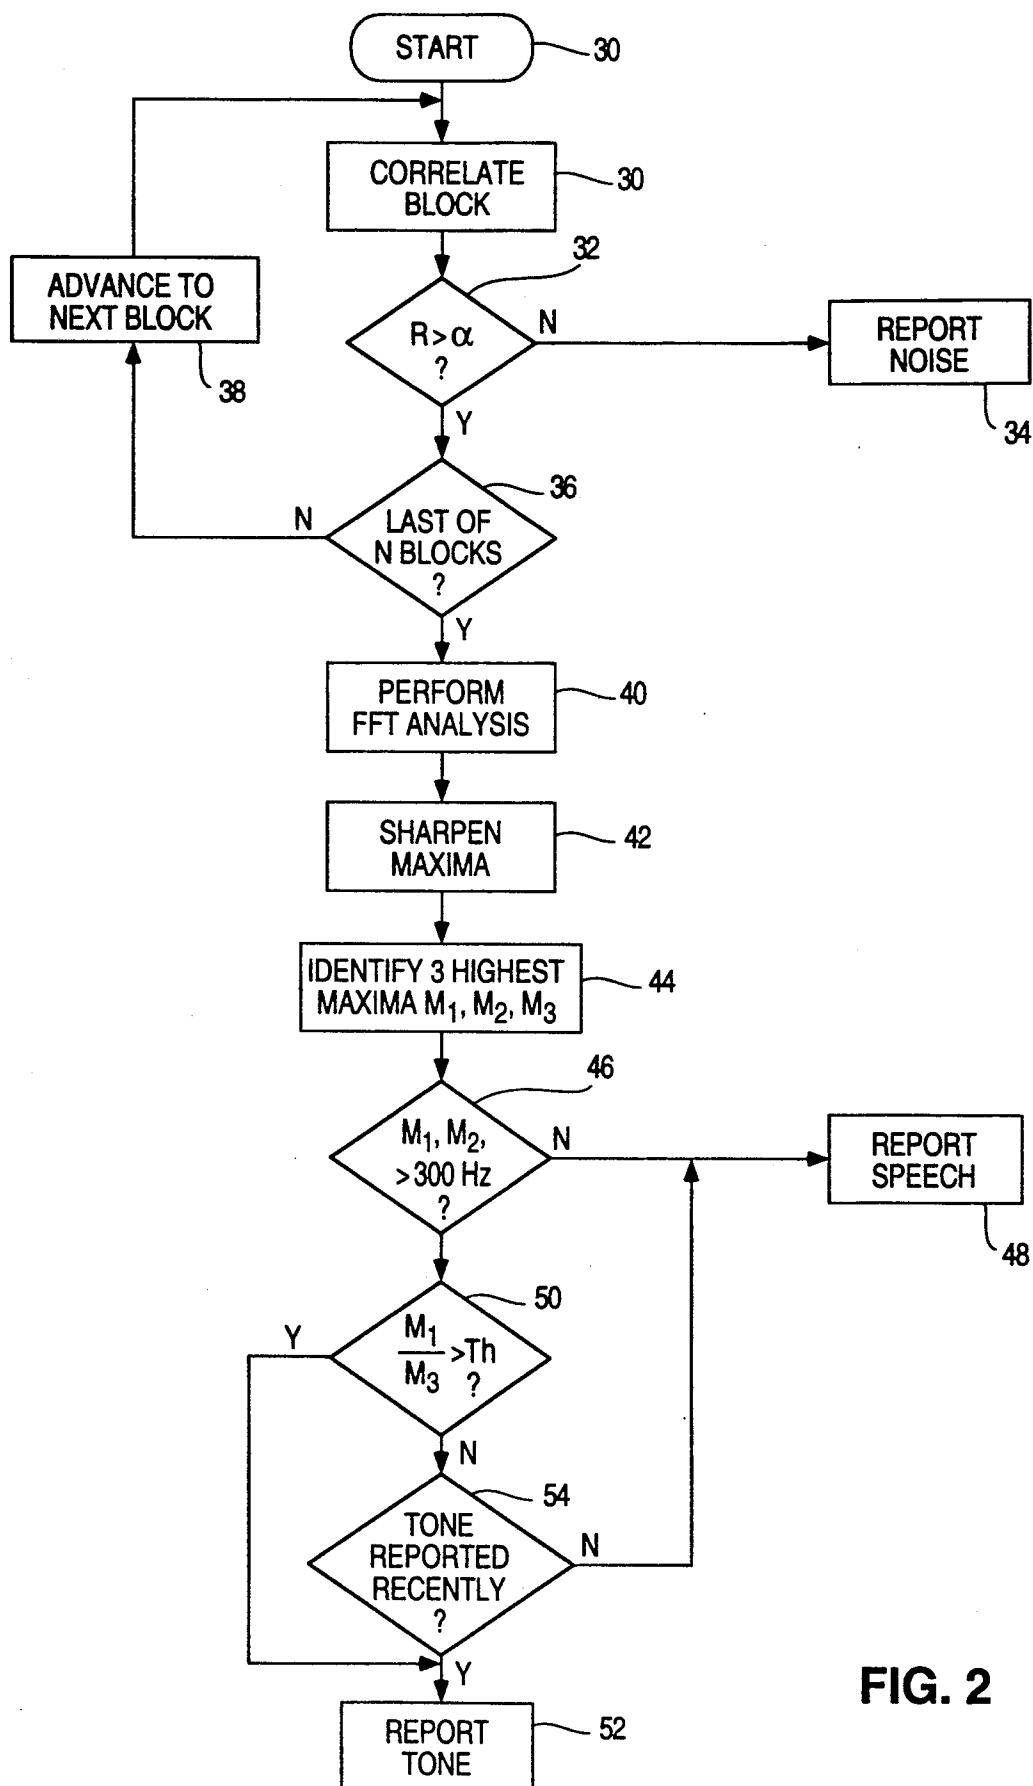 START
30
CORRELATE
BLOCK
30
32
ADVANCE TO
NEXT BLOCK
38
R > α
?
N
Y
REPORT
NOISE
34
36
LAST OF
N BLOCKS
?
N
Y
PERFORM
FFT ANALYSIS
40
SHARPEN
MAXIMA
42
IDENTIFY 3 HIGHEST
MAXIMA M1, M2, M3
44
46
M1, M2,
>300 Hz
?
N
REPORT
SPEECH
48
50
M1
M3
>Th
?
Y
N
54
TONE
REPORTED
RECENTLY
?
N
Y
REPORT
TONE
52
FIG. 2